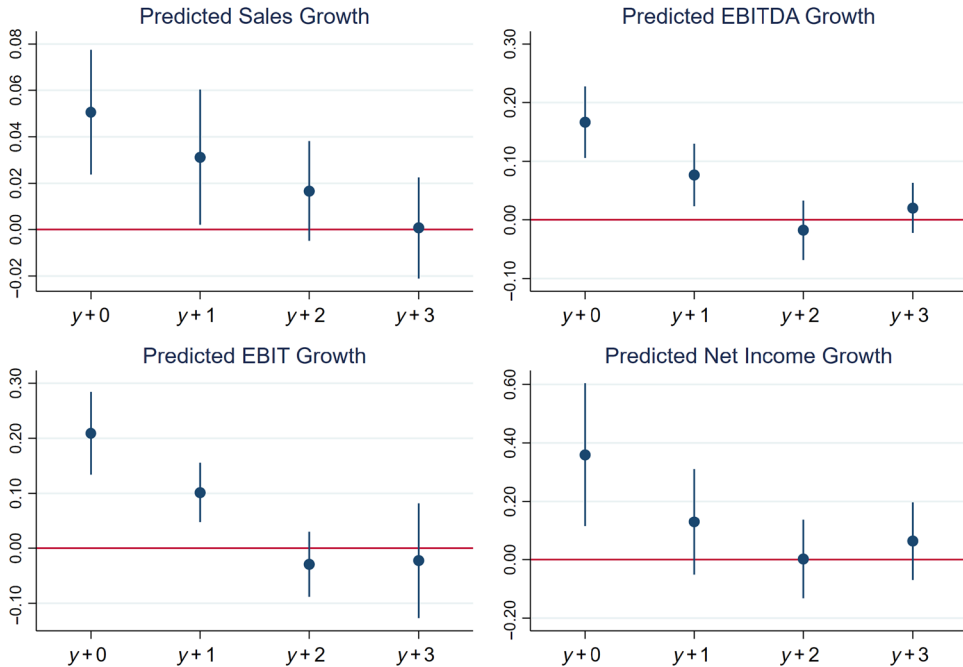 Predicted Sales Growth
0.08
0.06
0.04
0.02
0.00
−0.02
y+0 y+1 y+2 y+3
Predicted EBITDA Growth
0.30
0.20
0.10
0.00
−0.10
y+0 y+1 y+2 y+3
Predicted EBIT Growth
0.30
0.20
0.10
0.00
−0.10
y+0 y+1 y+2 y+3
Predicted Net Income Growth
0.60
0.40
0.20
0.00
−0.20
y+0 y+1 y+2 y+3